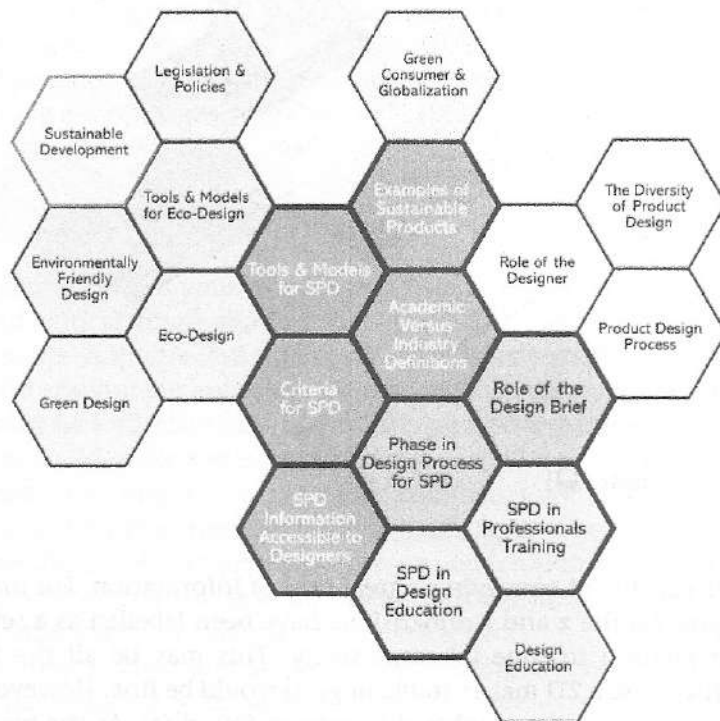 Legislation &
Policies
Green
Consumer &
Globalization
Sustainable
Development
Tools & Models
for Eco-Design
Examples of
Sustainable
Products
The Diversity
of Product
Design
Environmentally
Friendly
Design
Tools & Models
for SPD
Role of the
Designer
Eco-Design
Academic
Versus
Industry
Definitions
Product Design
Process
Green Design
Criteria
for SPD
Role of the
Design Brief
Phase in
Design Process
for SPD
SPD
Information
Accessible to
Designers
SPD in
Professionals
Training
SPD in
Design
Education
Design
Education